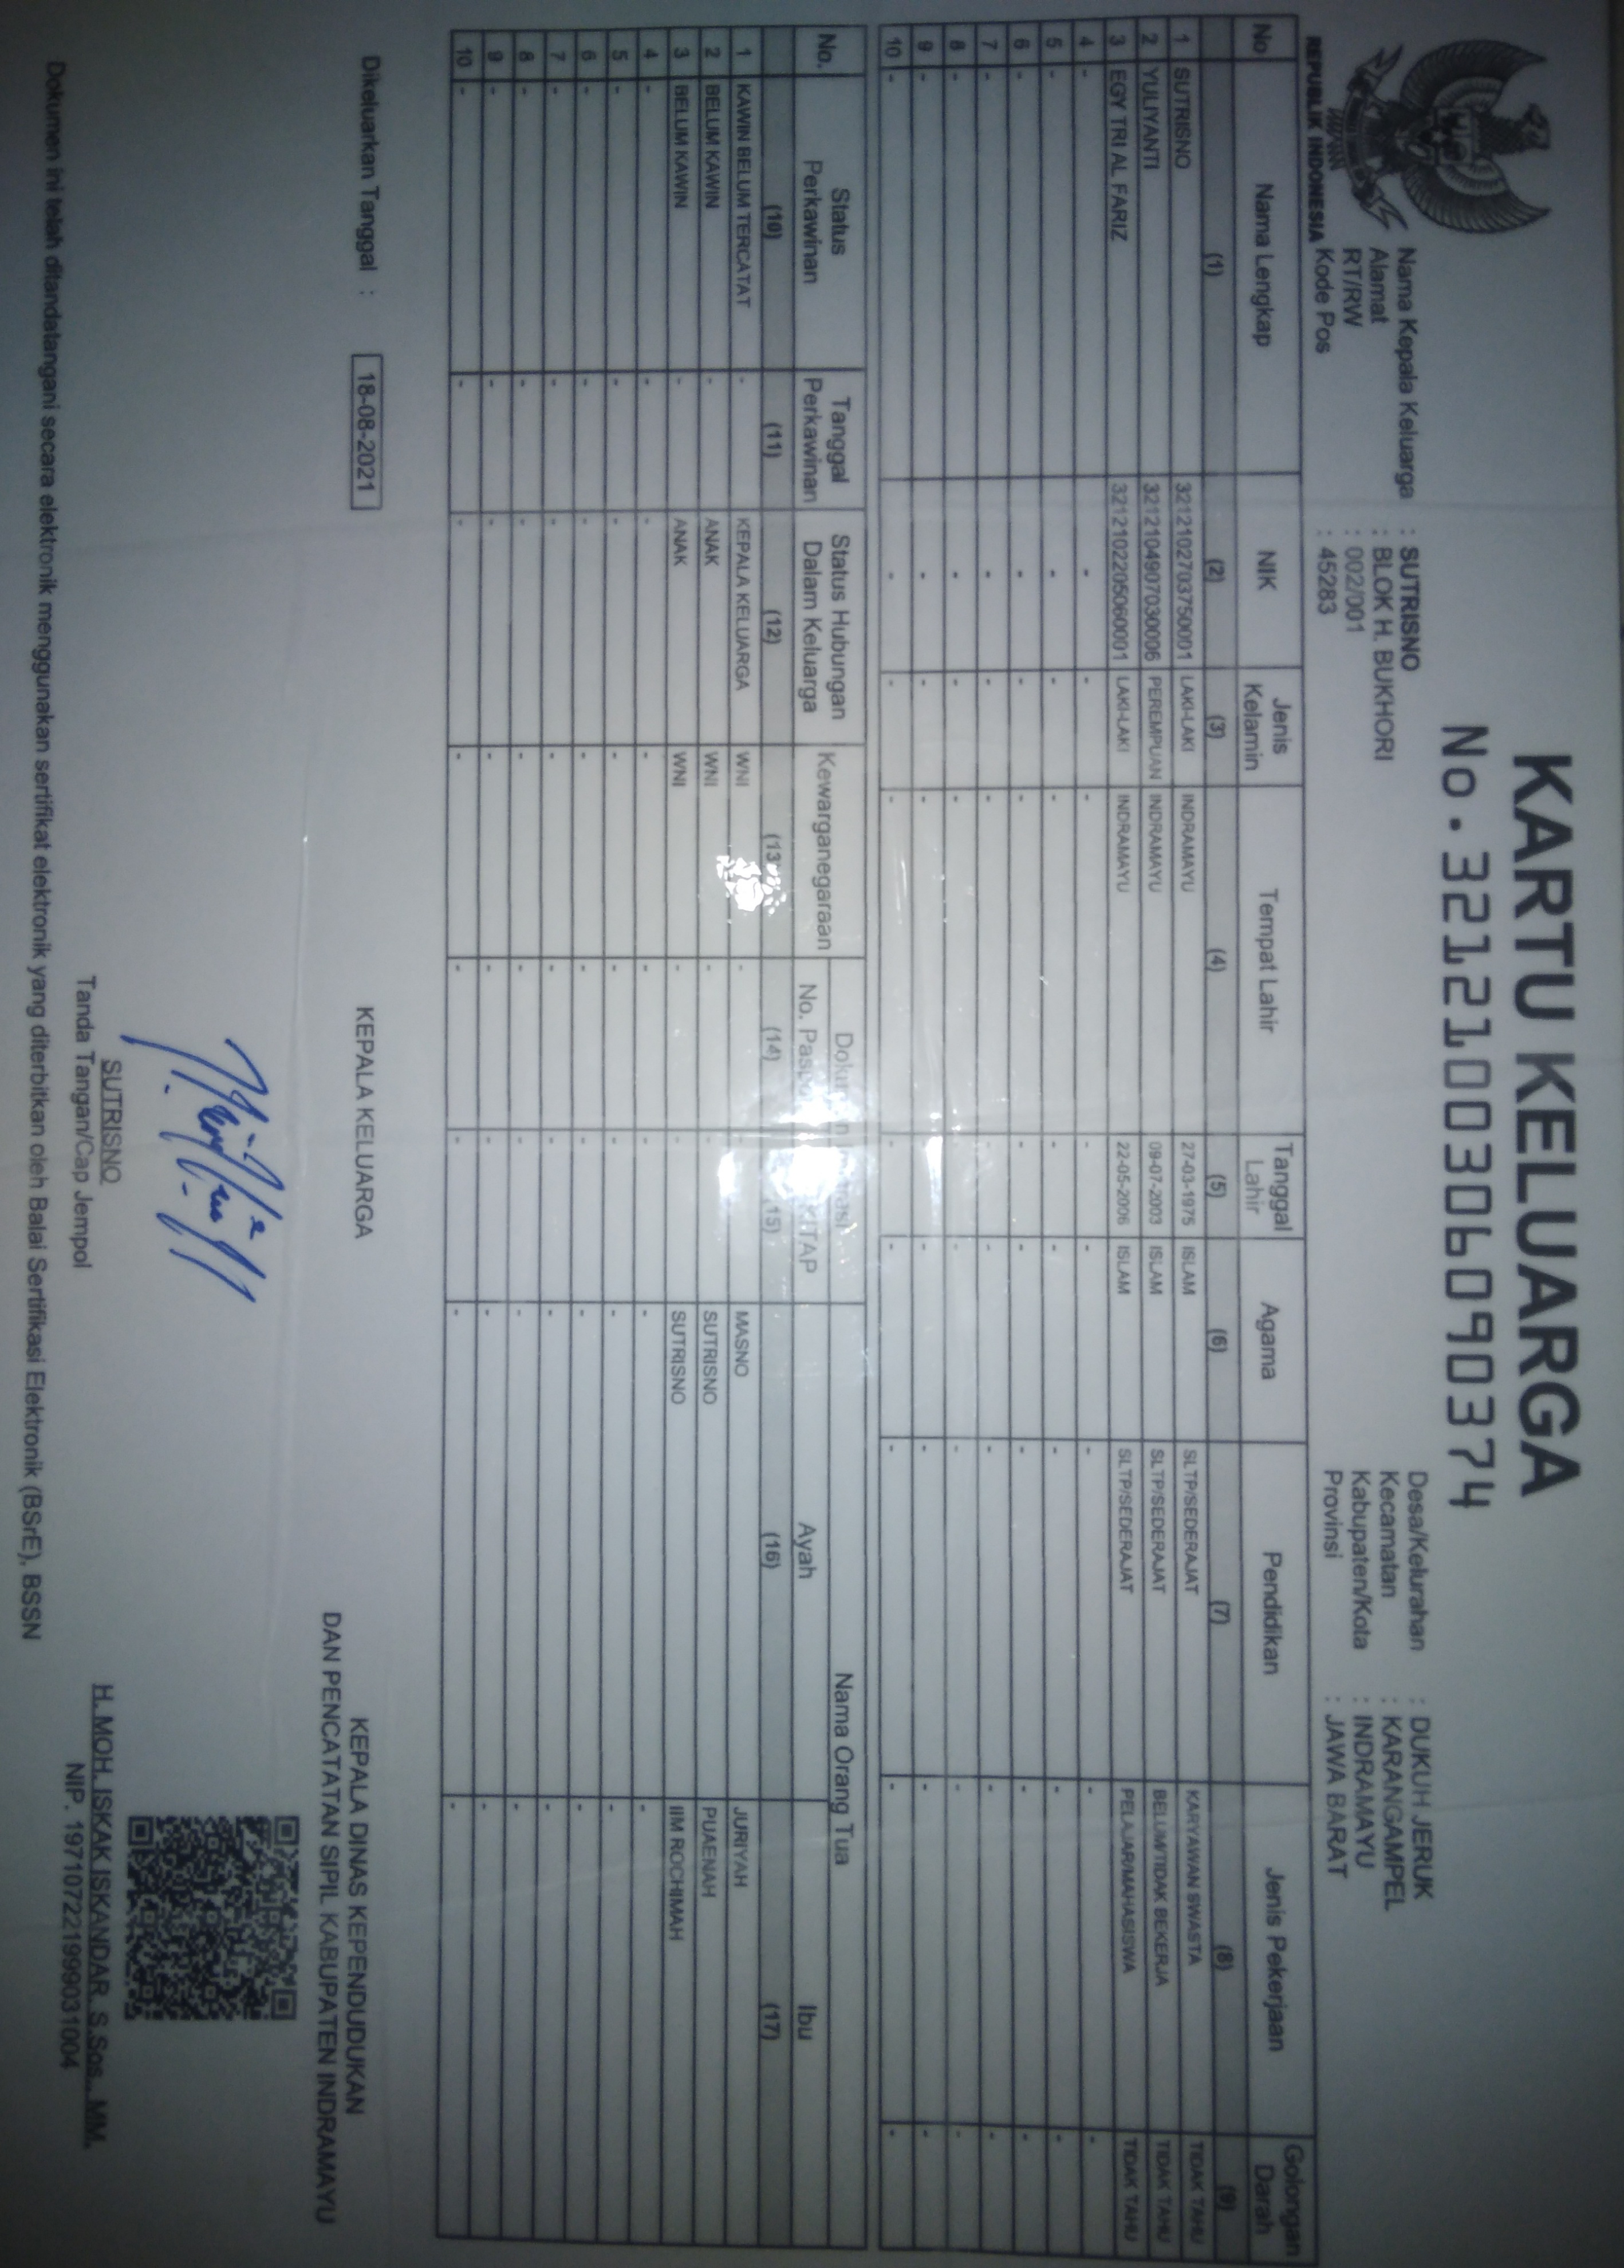 KARTU KELUARGA
No. 3212100306090374
REPUBLIK INDONESIA
Nama Kepala Keluarga : SUTRISNO
Alamat : BLOK H. BUKHORI
RT/RW : 002/001
Kode Pos : 45283
Desa/Kelurahan : DUKUH JERUK
Kecamatan : KARANGAMPEL
Kabupaten/Kota : INDRAMAYU
Provinsi : JAWA BARAT
No Nama Lengkap NIK Jenis Kelamin Tempat Lahir Tanggal Lahir Agama Pendidikan Jenis Pekerjaan Golongan Darah
(1) (2) (3) (4) (5) (6) (7) (8) (9)
1 SUTRISNO 3212102703750001 LAKI-LAKI INDRAMAYU 27-03-1975 ISLAM SLTP/SEDERAJAT KARYAWAN SWASTA TIDAK TAHU
2 YULIYANTI 3212104907030006 PEREMPUAN INDRAMAYU 09-07-2003 ISLAM SLTP/SEDERAJAT BELUM/TIDAK BEKERJA TIDAK TAHU
3 EGY TRI AL FARIZ 3212102205060001 LAKI-LAKI INDRAMAYU 22-05-2006 ISLAM SLTP/SEDERAJAT PELAJAR/MAHASISWA TIDAK TAHU
4 - - - - - - - - -
5 - - - - - - - - -
6 - - - - - - - - -
7 - - - - - - - - -
8 - - - - - - - - -
9 - - - - - - - - -
10 - - - - - - - - -
No. Status Perkawinan Tanggal Perkawinan Status Hubungan Dalam Keluarga Kewarganegaraan No. KITAP Nama Orang Tua Ayah Ibu
(10) (11) (12) (13) (14) (15) (16) (17)
1 KAWIN BELUM TERCATAT - KEPALA KELUARGA WNI - - MASNO JURIYAH
2 BELUM KAWIN - ANAK WNI - - SUTRISNO PUAENAH
3 BELUM KAWIN - ANAK WNI - - SUTRISNO IIM ROCHIMAH
4 - - - - - - - -
5 - - - - - - - -
6 - - - - - - - -
7 - - - - - - - -
8 - - - - - - - -
9 - - - - - - - -
10 - - - - - - - -
Dikeluarkan Tanggal : 18-08-2021
KEPALA KELUARGA
SUTRISNO
Tanda Tangan/Cap Jempol
KEPALA DINAS KEPENDUDUKAN
DAN PENCATATAN SIPIL KABUPATEN INDRAMAYU
H. MOH. ISKAK ISKANDAR, S.Sos., MM.
NIP. 197107221999031004
Dokumen ini telah ditandatangani secara elektronik menggunakan sertifikat elektronik yang diterbitkan oleh Balai Sertifikasi Elektronik (BSrE), BSSN